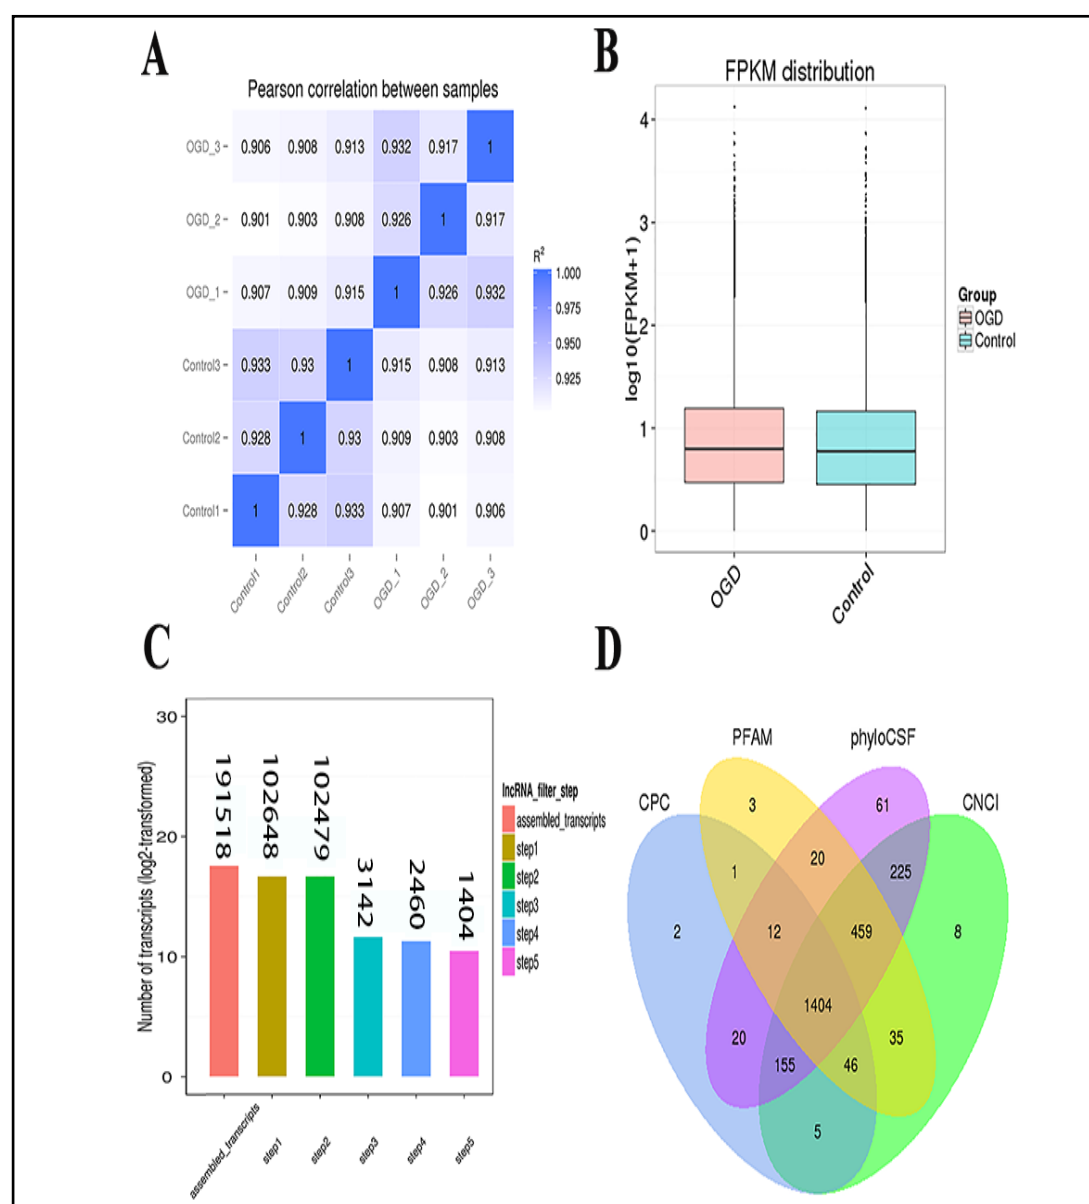 A
Pearson correlation between samples
OGD_3 0.906 0.908 0.913 0.932 0.917 1
OGD_2 0.901 0.903 0.908 0.926 1 0.917
OGD_1 0.907 0.909 0.915 1 0.926 0.932
Control3 0.933 0.93 1 0.915 0.908 0.913
Control2 0.928 1 0.93 0.909 0.903 0.908
Control1 1 0.928 0.933 0.907 0.901 0.906
Control1 Control2 Control3 OGD_1 OGD_2 OGD_3
R²
1.000
0.975
0.950
0.925
B
FPKM distribution
log10(FPKM+1)
4
3
2
1
0
OGD Control
Group
OGD
Control
C
Number of transcripts (log2-transformed)
30
20
10
0
191518 102648 102479 3142 2460 1404
assembled_transcripts step1 step2 step3 step4 step5
lncRNA_filter_step
assembled_transcripts
step1
step2
step3
step4
step5
D
PFAM phyloCSF
CPC CNCI
3 61
1 20 225
2 12 459 8
1404
20 155 46 35
5